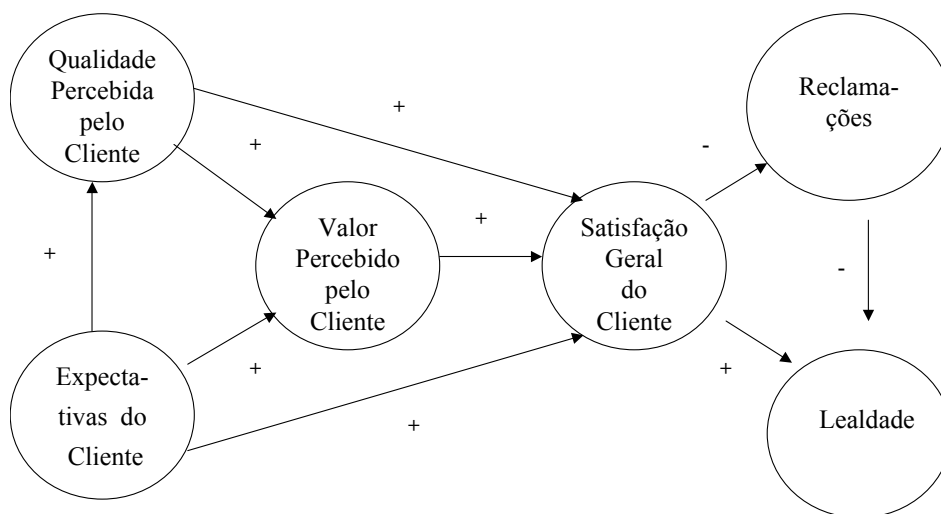 Qualidade
Percebida
pelo
Cliente
+
+
+
-
Reclama-
ções
Valor
Percebido
pelo
Cliente
+
Satisfação
Geral
do
Cliente
-
+
Expecta-
tivas do
Cliente
+
+
Lealdade